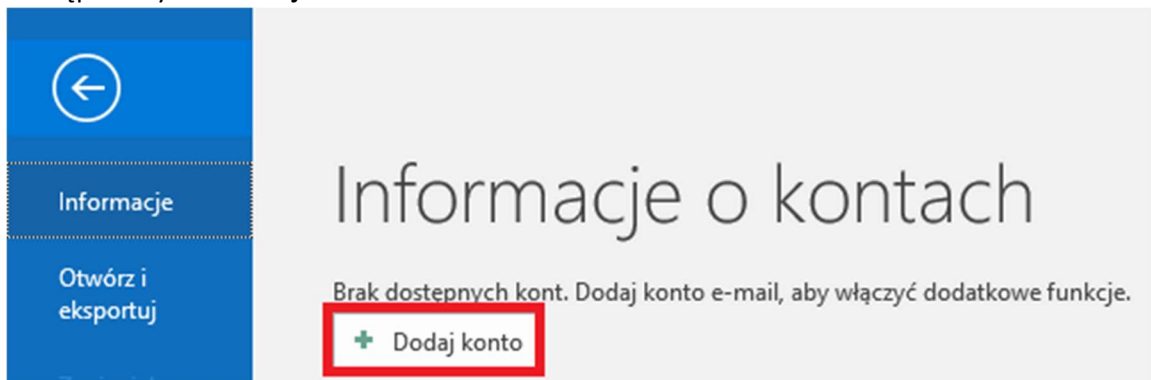 Informacje
Otwórz i
eksportuj
Informacje o kontach
Brak dostępnych kont. Dodaj konto e-mail, aby włączyć dodatkowe funkcje.
Dodaj konto